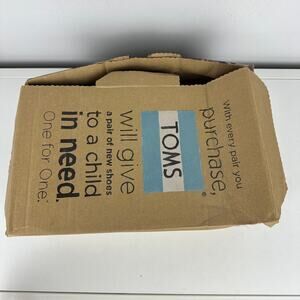 With every pair you
purchase,
TOMS®
will give
a pair of new shoes
to a child
in need.
One for One.